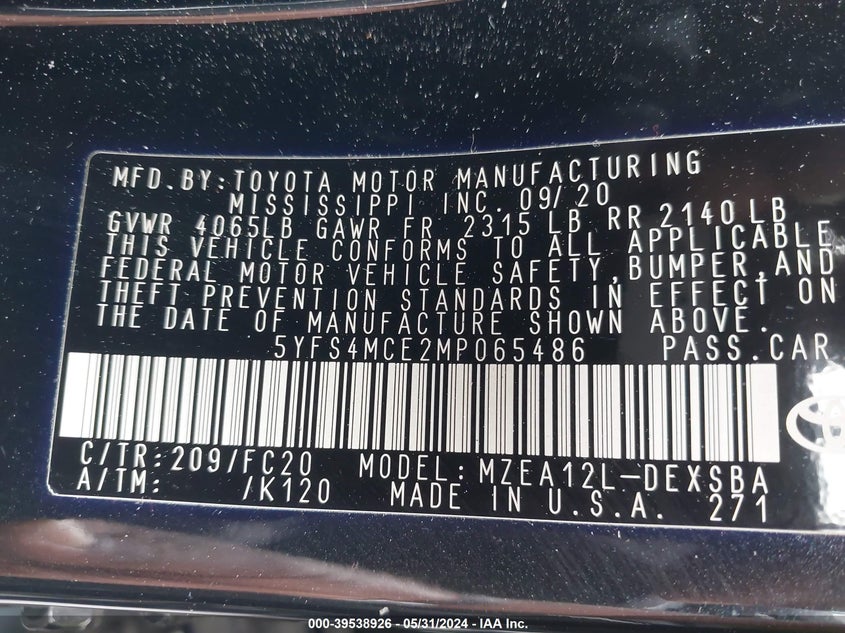 MFD.BY:TOYOTA MOTOR MANUFACTURING
MISSISSIPPI INC. 09/20
GVWR 4065LB GAWR FR 2315 LB RR 2140LB
THIS VEHICLE CONFORMS TO ALL APPLICABLE
FEDERAL MOTOR VEHICLE SAFETY,BUMPER,AND
THEFT PREVENTION STANDARDS IN EFFECT ON
THE DATE OF MANUFACTURE SHOWN ABOVE.
5YFS4MCE2MP065486 PASS.CAR
C/TR:209/FC20 MODEL:MZEA12L-DEXSBA
A/TM: /K120 MADE IN U.S.A. 271
000-39538926 - 05/31/2024 - IAA Inc.